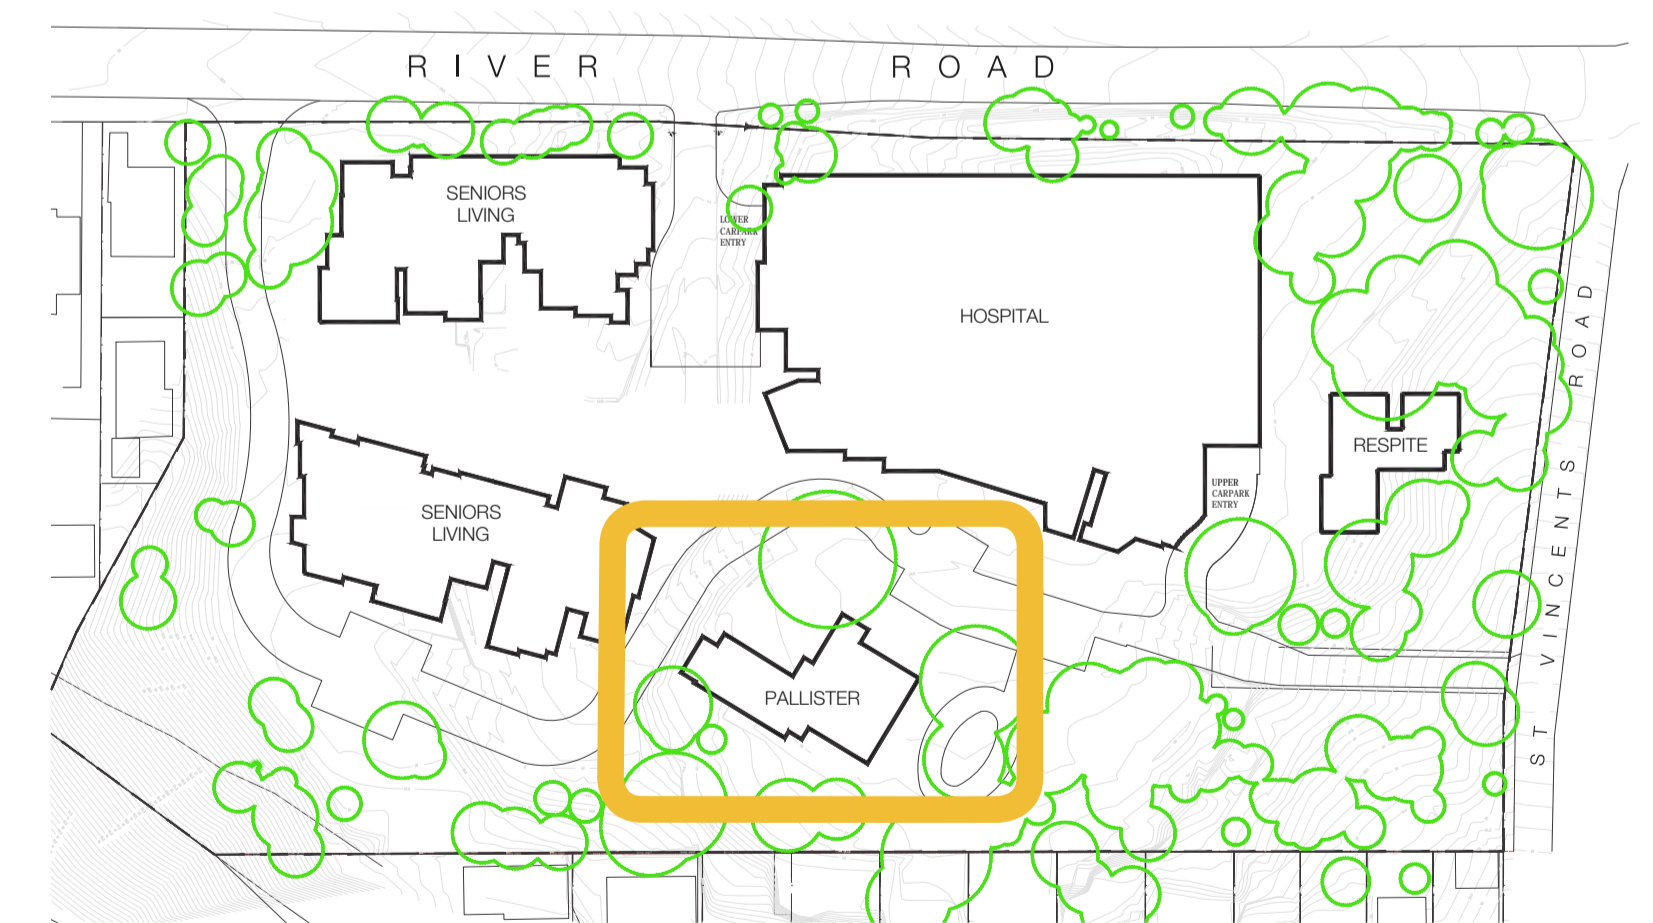 RIVER ROAD
SENIORS
LIVING
LOWER
CARPARK
ENTRY
HOSPITAL
RESPITE
UPPER
CARPARK
ENTRY
SENIORS
LIVING
PALLISTER
ST VINCENTS ROAD